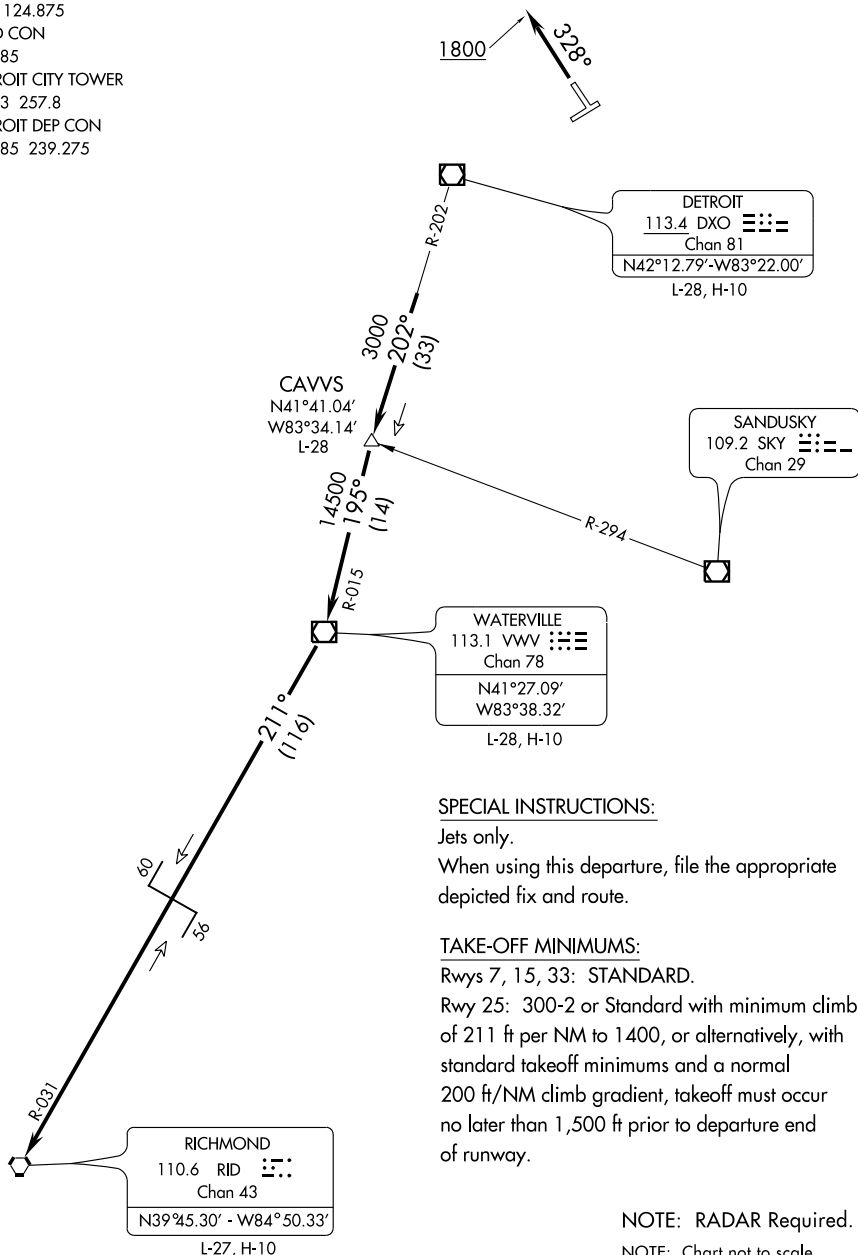 124.875
CON
85
ROIT CITY TOWER
3 257.8
ROIT DEP CON
85 239.275
1800
328°
R-202
DETROIT
113.4 DXO
Chan 81
N42°12.79'-W83°22.00'
L-28, H-10
3000
202°
(33)
CAVVS
N41°41.04'
W83°34.14'
L-28
SANDUSKY
109.2 SKY
Chan 29
14500
195°
(14)
R-294
R-015
WATERVILLE
113.1 VWV
Chan 78
N41°27.09'
W83°38.32'
L-28, H-10
211°
(116)
60
56
SPECIAL INSTRUCTIONS:
Jets only.
When using this departure, file the appropriate
depicted fix and route.
TAKE-OFF MINIMUMS:
Rwys 7, 15, 33: STANDARD.
Rwy 25: 300-2 or Standard with minimum climb
of 211 ft per NM to 1400, or alternatively, with
standard takeoff minimums and a normal
200 ft/NM climb gradient, takeoff must occur
no later than 1,500 ft prior to departure end
of runway.
R-031
RICHMOND
110.6 RID
Chan 43
N39°45.30' - W84°50.33'
L-27, H-10
NOTE: RADAR Required.
NOTE: Chart not to scale